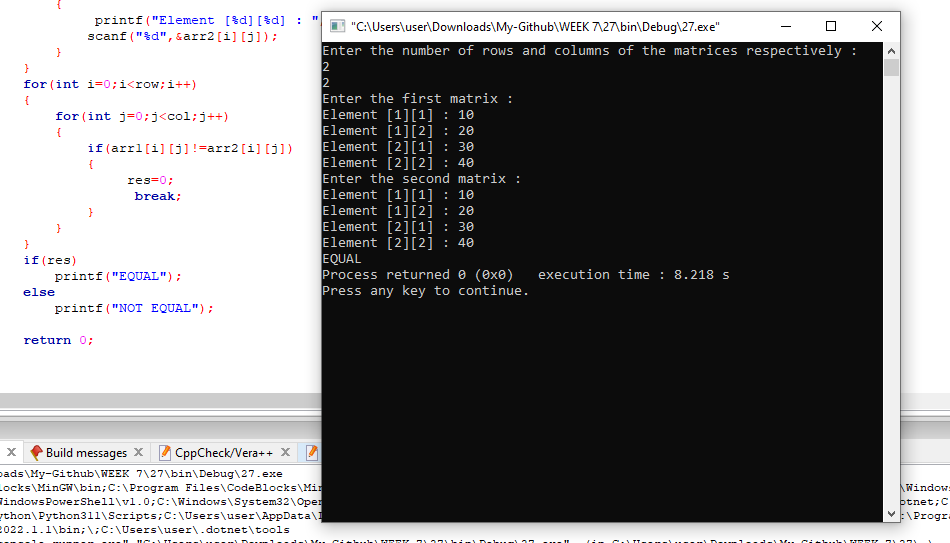 {
printf("Element [%d][%d] : "
scanf("%d",&arr2[i][j]);
}
}
for(int i=0;i<row;i++)
{
for(int j=0;j<col;j++)
{
if(arr1[i][j]!=arr2[i][j])
{
res=0;
break;
}
}
}
if(res)
printf("EQUAL");
else
printf("NOT EQUAL");
return 0;
"C:\Users\user\Downloads\My-Github\WEEK 7\27\bin\Debug\27.exe"
Enter the number of rows and columns of the matrices respectively :
2
2
Enter the first matrix :
Element [1][1] : 10
Element [1][2] : 20
Element [2][1] : 30
Element [2][2] : 40
Enter the second matrix :
Element [1][1] : 10
Element [1][2] : 20
Element [2][1] : 30
Element [2][2] : 40
EQUAL
Process returned 0 (0x0)   execution time : 8.218 s
Press any key to continue.
Build messages CppCheck/Vera++
oads\My-Github\WEEK 7\27\bin\Debug\27.exe
locks\MinGW\bin;C:\Program Files\CodeBlocks\Min \Windows
WindowsPowerShell\v1.0;C:\Windows\System32\Open otnet;C
ython\Python311\Scripts;C:\Users\user\AppData\ :\Progra
2022.1.1\bin;\;C:\Users\user\.dotnet\tools